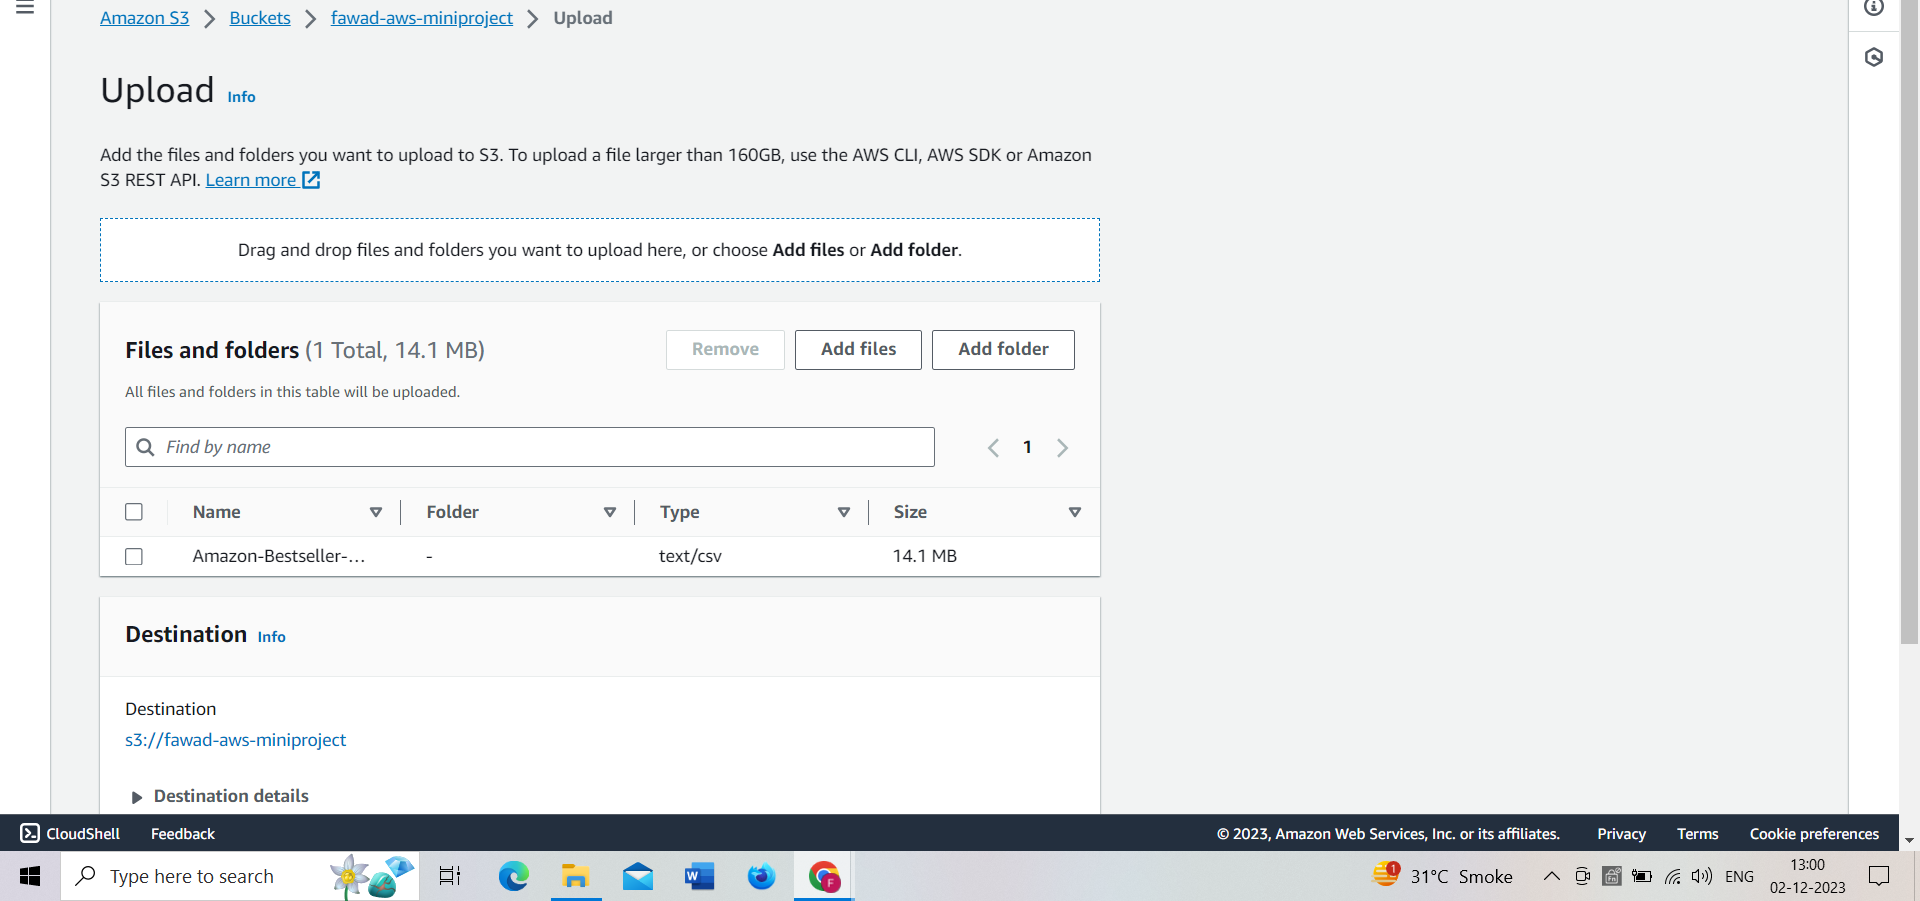 Amazon S3 Buckets fawad-aws-miniproject Upload
Upload Info
Add the files and folders you want to upload to S3. To upload a file larger than 160GB, use the AWS CLI, AWS SDK or Amazon
S3 REST API. Learn more
Drag and drop files and folders you want to upload here, or choose Add files or Add folder.
Files and folders (1 Total, 14.1 MB) Remove Add files Add folder
All files and folders in this table will be uploaded.
Find by name 1
Name Folder Type Size
Amazon-Bestseller-... - text/csv 14.1 MB
Destination Info
Destination
s3://fawad-aws-miniproject
Destination details
CloudShell Feedback © 2023, Amazon Web Services, Inc. or its affiliates. Privacy Terms Cookie preferences
Type here to search W F 1 31°C Smoke ENG 13:00
02-12-2023